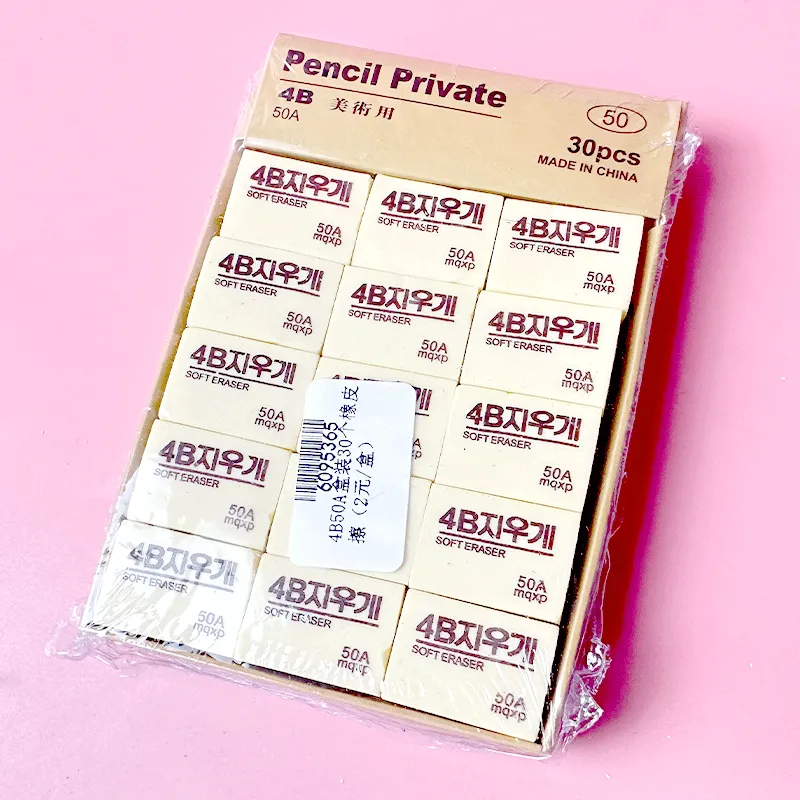 Pencil Private
4B 美術用
50A
50
30pcs
MADE IN CHINA
4B지우개
SOFT ERASER
50A
mqxp
4B지우개
SOFT ERASER
50A
mqxp
4B지우개
SOFT ERASER
50A
mqxp
4B지우개
SOFT ERASER
50A
mqxp
4B지우개
SOFT ERASER
50A
mqxp
4B지우개
SOFT ERASER
50A
mqxp
4B지우개
SOFT ERASER
50A
mqxp
4B지우개
SOFT ERASER
50A
mqxp
6095365
4B50A盒装30个橡皮
擦（2元/盒）
4B지우개
SOFT ERASER
50A
mqxp
4B지우개
SOFT ERASER
50A
mqxp
4B지우개
SOFT ERASER
50A
mqxp
4B지우개
SOFT ERASER
50A
mqxp
4B지우개
SOFT ERASER
50A
mqxp